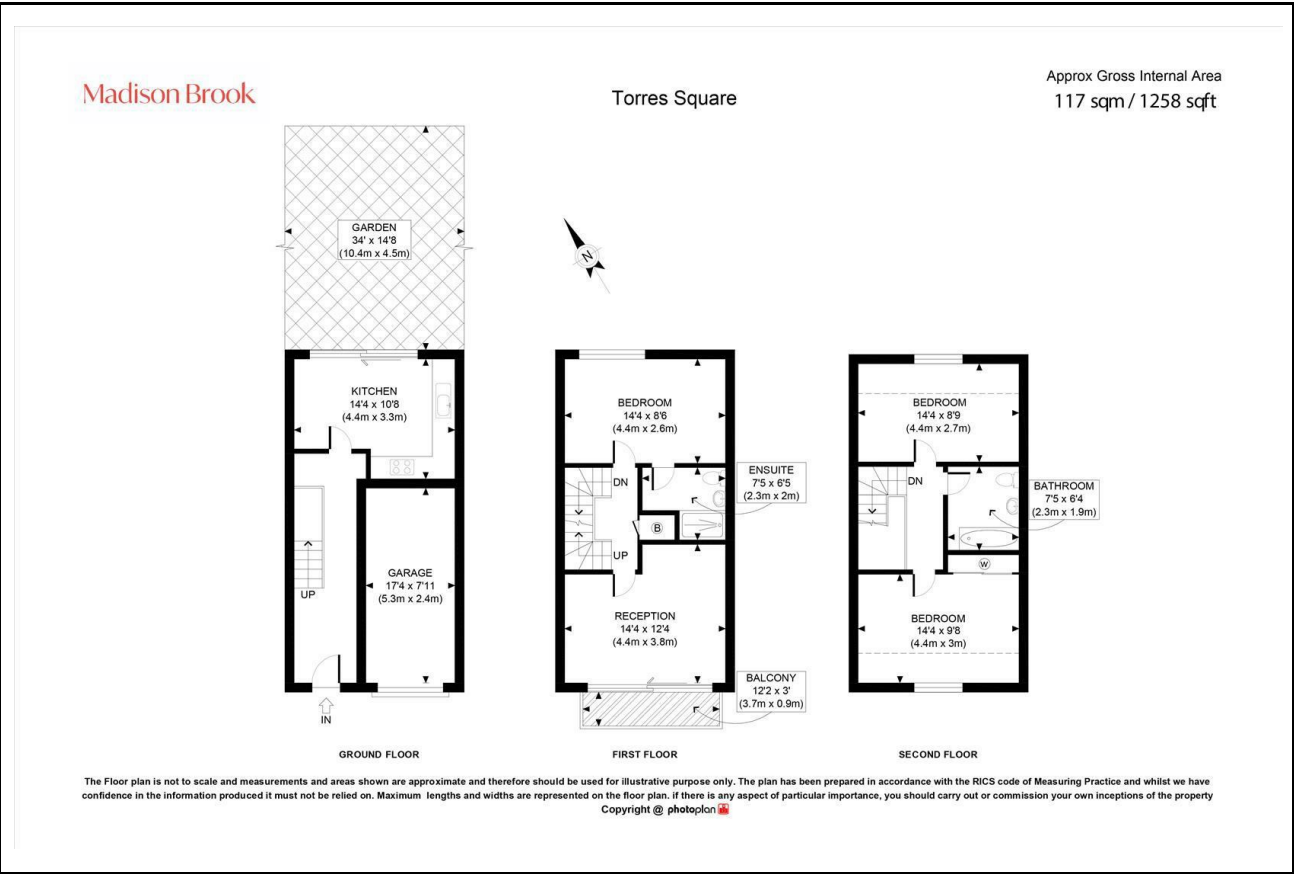 Madison Brook
Torres Square
Approx Gross Internal Area
117 sqm / 1258 sqft
GARDEN
34' x 14'8
(10.4m x 4.5m)
N
KITCHEN
14'4 x 10'8
(4.4m x 3.3m)
GARAGE
17'4 x 7'11
(5.3m x 2.4m)
UP
IN
GROUND FLOOR
BEDROOM
14'4 x 8'6
(4.4m x 2.6m)
DN
ENSUITE
7'5 x 6'5
(2.3m x 2m)
B
UP
RECEPTION
14'4 x 12'4
(4.4m x 3.8m)
BALCONY
12'2 x 3'
(3.7m x 0.9m)
FIRST FLOOR
BEDROOM
14'4 x 8'9
(4.4m x 2.7m)
DN
BATHROOM
7'5 x 6'4
(2.3m x 1.9m)
W
BEDROOM
14'4 x 9'8
(4.4m x 3m)
SECOND FLOOR
The Floor plan is not to scale and measurements and areas shown are approximate and therefore should be used for illustrative purpose only. The plan has been prepared in accordance with the RICS code of Measuring Practice and whilst we have
confidence in the information produced it must not be relied on. Maximum lengths and widths are represented on the floor plan. if there is any aspect of particular importance, you should carry out or commission your own inceptions of the property
Copyright @ photoplan